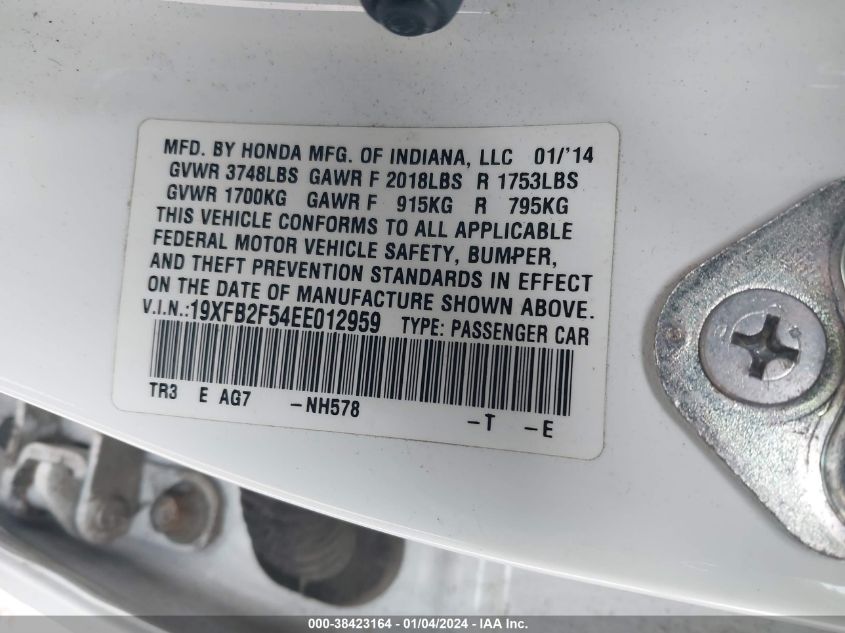 MFD. BY HONDA MFG. OF INDIANA, LLC 01/'14
GVWR 3748LBS GAWR F 2018LBS R 1753LBS
GVWR 1700KG GAWR F 915KG R 795KG
THIS VEHICLE CONFORMS TO ALL APPLICABLE
FEDERAL MOTOR VEHICLE SAFETY, BUMPER,
AND THEFT PREVENTION STANDARDS IN EFFECT
ON THE DATE OF MANUFACTURE SHOWN ABOVE.
V.I.N.:19XFB2F54EE012959 TYPE: PASSENGER CAR
TR3 E AG7 -NH578 -T -E
000-38423164 - 01/04/2024 - IAAI.COM